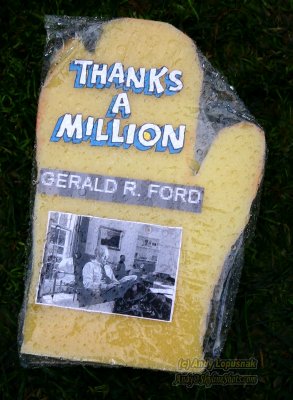 THANKS
A
MILLION
GERALD R. FORD
(c) Andy Lopusnak